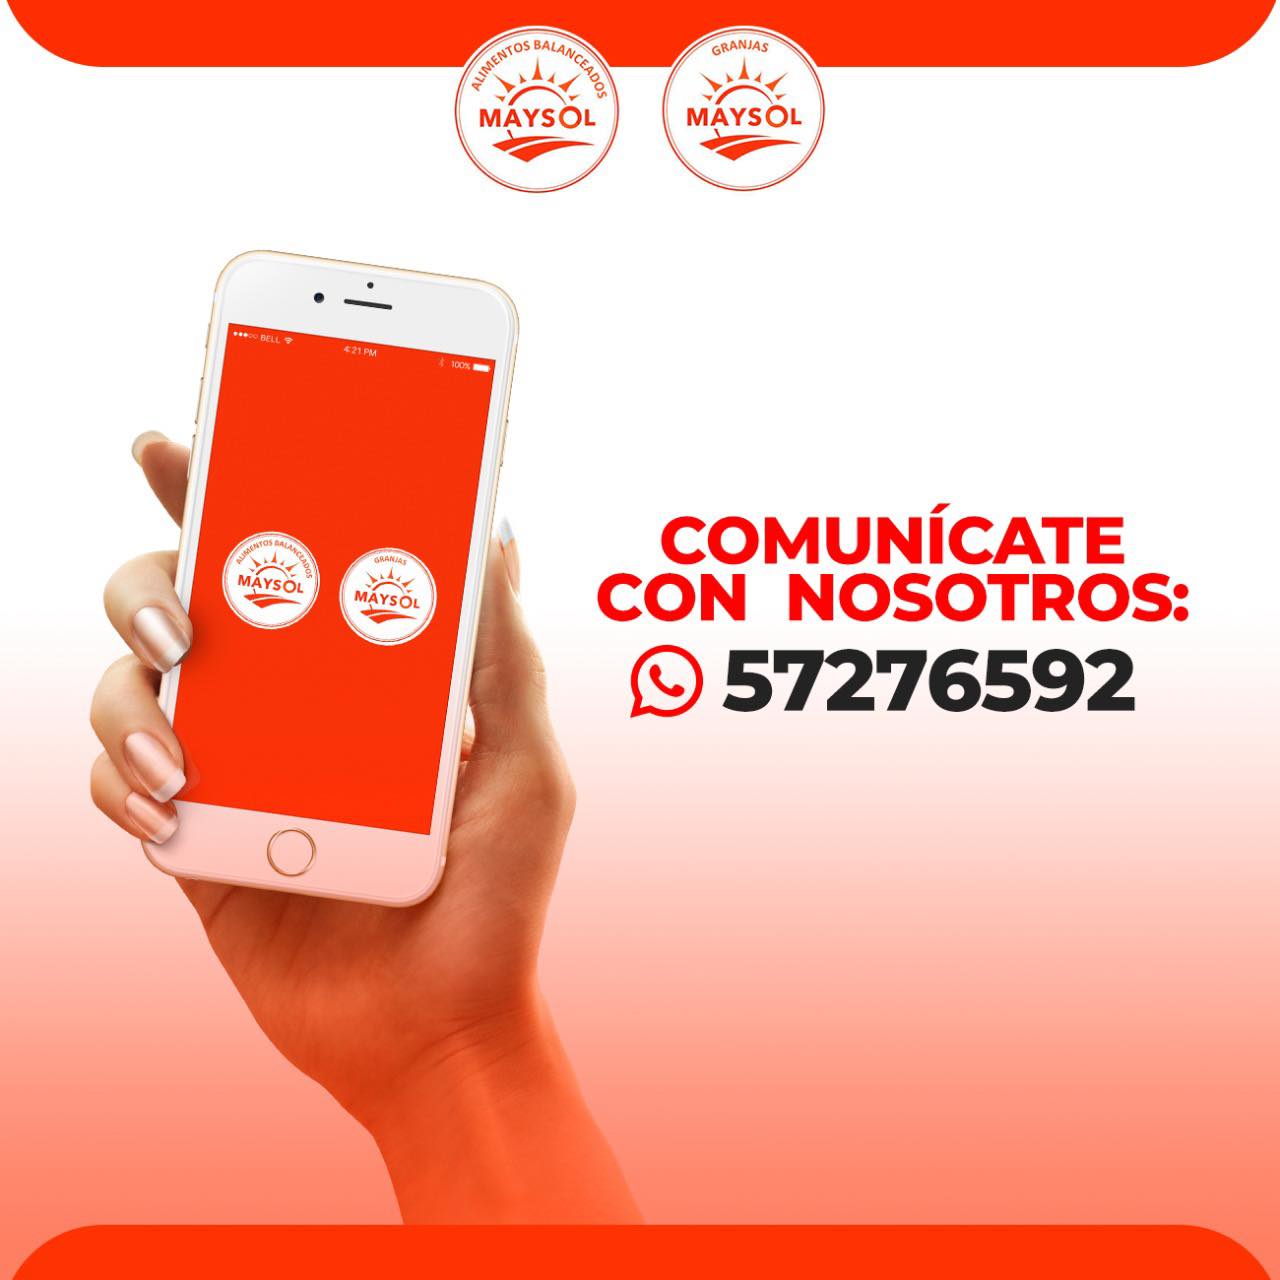 ALIMENTOS BALANCEADOS
MAYSOL
GRANJAS
MAYSOL
BELL
4:21 PM
100%
ALIMENTOS BALANCEADOS
MAYSOL
GRANJAS
MAYSOL
COMUNÍCATE
CON NOSOTROS:
57276592